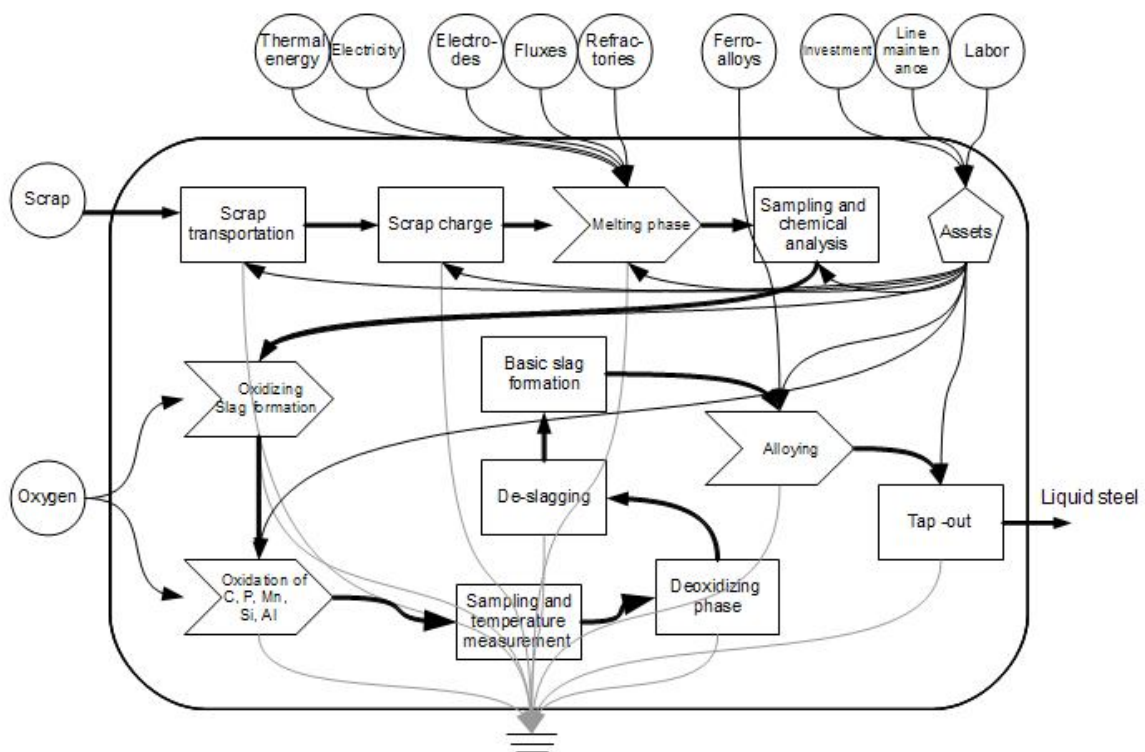 Thermal
energy
Electricity
Electro-
des
Fluxes
Refrac-
tories
Ferro-
alloys
Investment
Line
mainten
ance
Labor
Scrap
Scrap
transportation
Scrap charge
Melting phase
Sampling and
chemical
analysis
Assets
Oxidizing
Slag formation
Basic slag
formation
Alloying
Oxygen
De-slagging
Tap -out
Liquid steel
Oxidation of
C, P, Mn,
Si, Al
Sampling and
temperature
measurement
Deoxidizing
phase